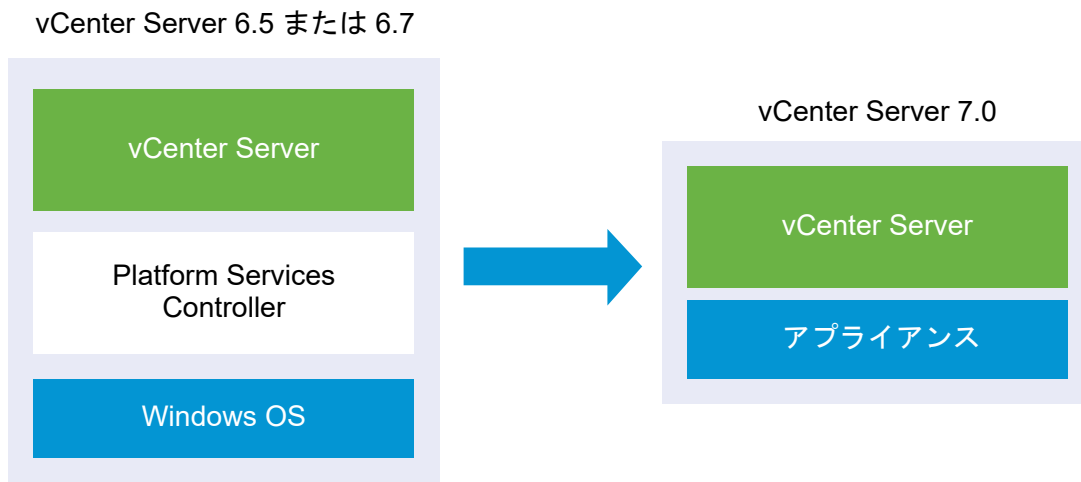 vCenter Server 6.5 または 6.7
vCenter Server
Platform Services
Controller
Windows OS
vCenter Server 7.0
vCenter Server
アプライアンス